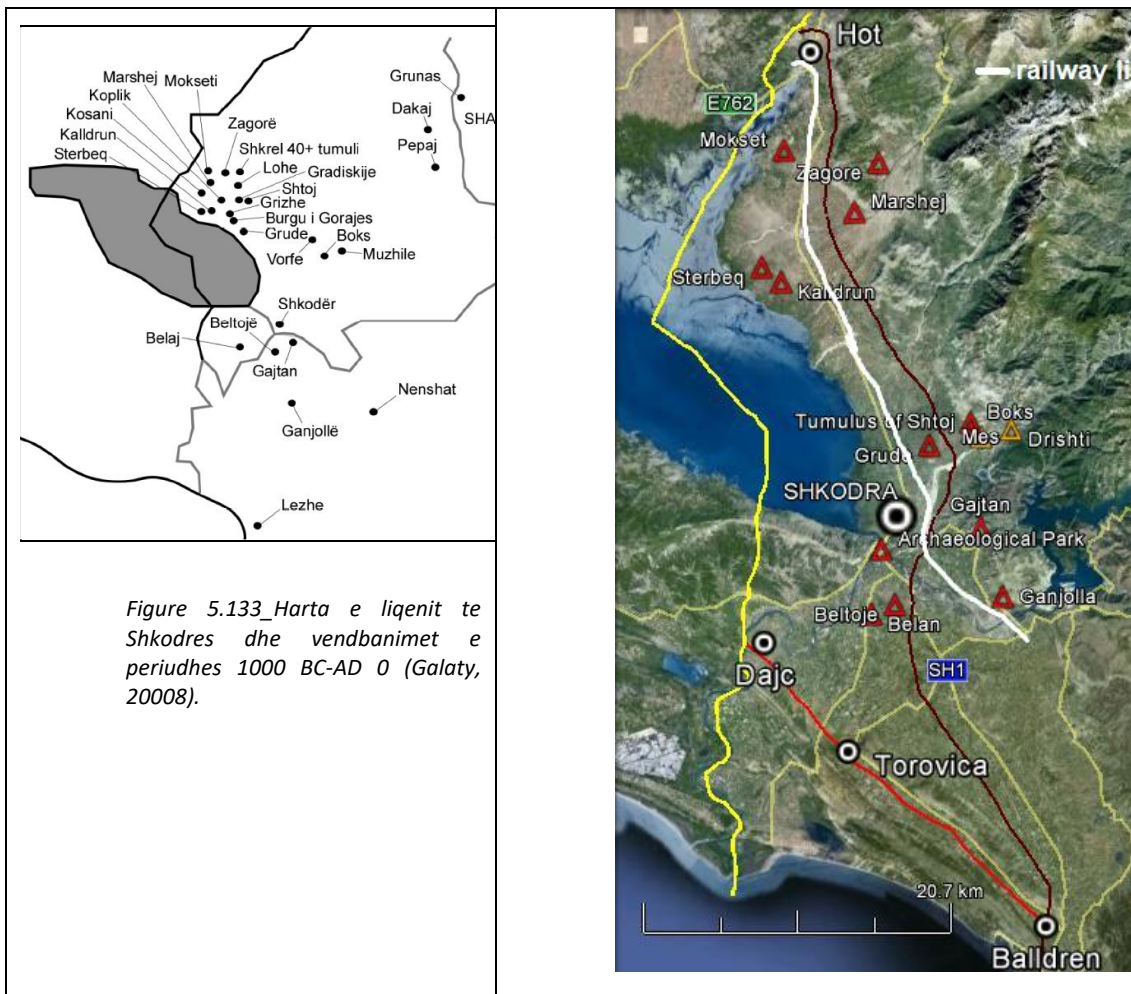 Marshej Mokseti
Koplik
Kosani
Kalldrun
Sterbeq
Zagorë
Shkrel 40+ tumuli
Lohe
Gradiskije
Shtoj
Grizhe
Burgu i Gorajes
Grude
Vorfe
Boks
Muzhile
Grunas
Dakaj
SHA
Pepaj
Shkodër
Beltojë
Belaj
Gajtan
Nenshat
Ganjollë
Lezhe
Figure 5.133_Harta e liqenit te
Shkodres dhe vendbanimet e
periudhes 1000 BC-AD 0 (Galaty,
20008).
Hot
railway li
E762
Mokset
Zagore
Marshej
Sterbeq
Kalldrun
Tumulus of Shtoj
Boks
Mes
Drishti
Grude
SHKODRA
Gajtan
Archaeological Park
Ganjolla
Beltoje
Belan
SH1
Dajc
Torovica
20.7 km
Balldren